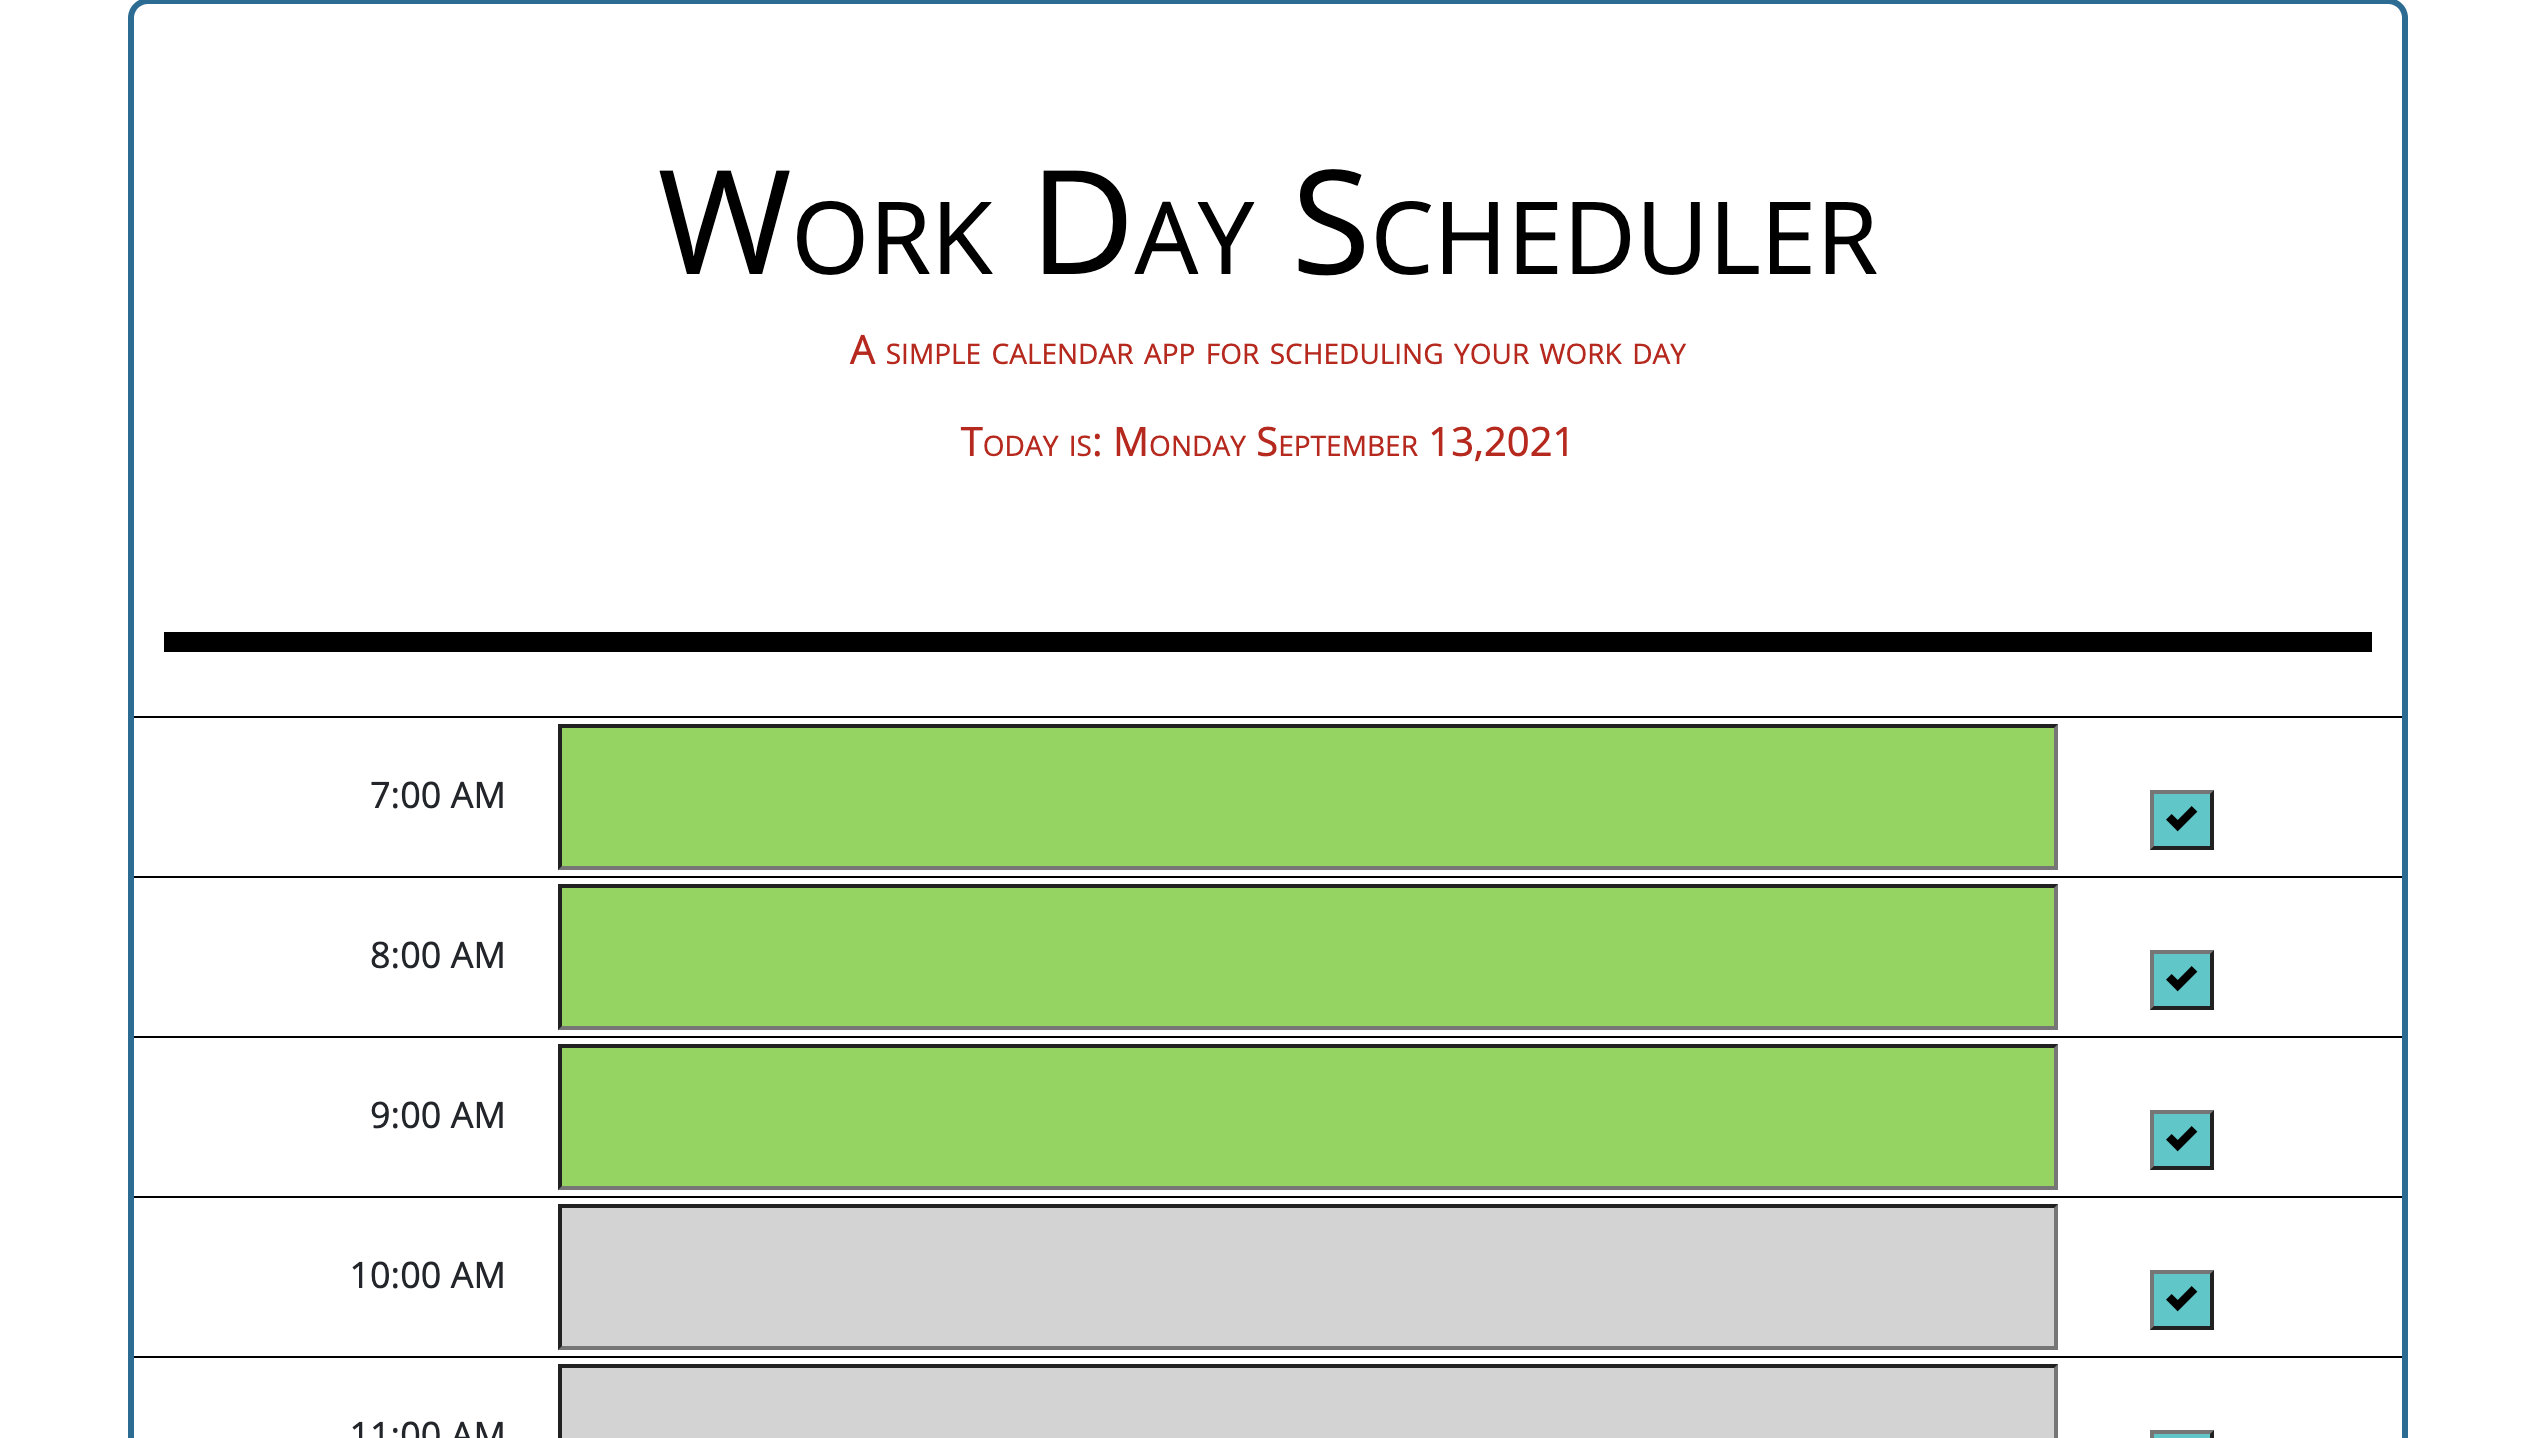 Work Day Scheduler
A simple calendar app for scheduling your work day
Today is: Monday September 13,2021
7:00 AM
8:00 AM
9:00 AM
10:00 AM
11:00 AM